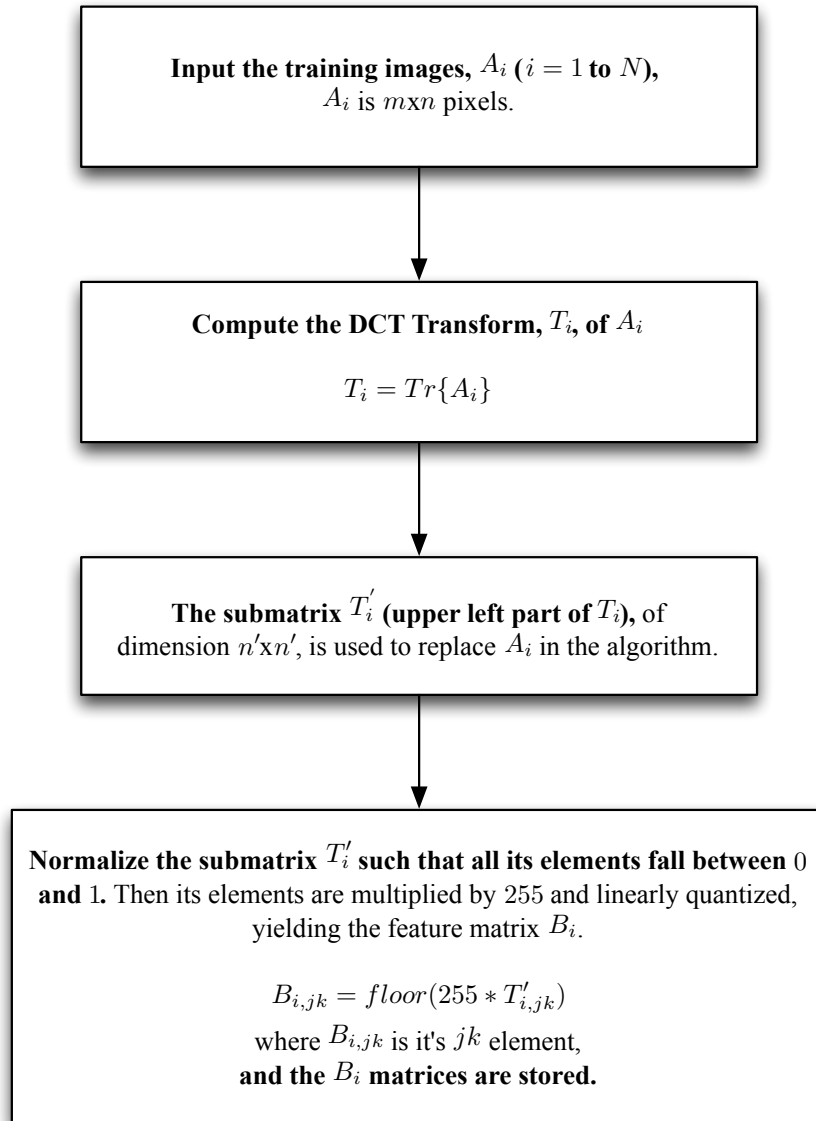 Input the training images, A_i (i = 1 to N),
A_i is mxn pixels.
Compute the DCT Transform, T_i, of A_i
T_i = Tr{A_i}
The submatrix T_i' (upper left part of T_i), of
dimension n'xn', is used to replace A_i in the algorithm.
Normalize the submatrix T_i' such that all its elements fall between 0
and 1. Then its elements are multiplied by 255 and linearly quantized,
yielding the feature matrix B_i.
B_{i,jk} = floor(255 * T'_{i,jk})
where B_{i,jk} is it's jk element,
and the B_i matrices are stored.